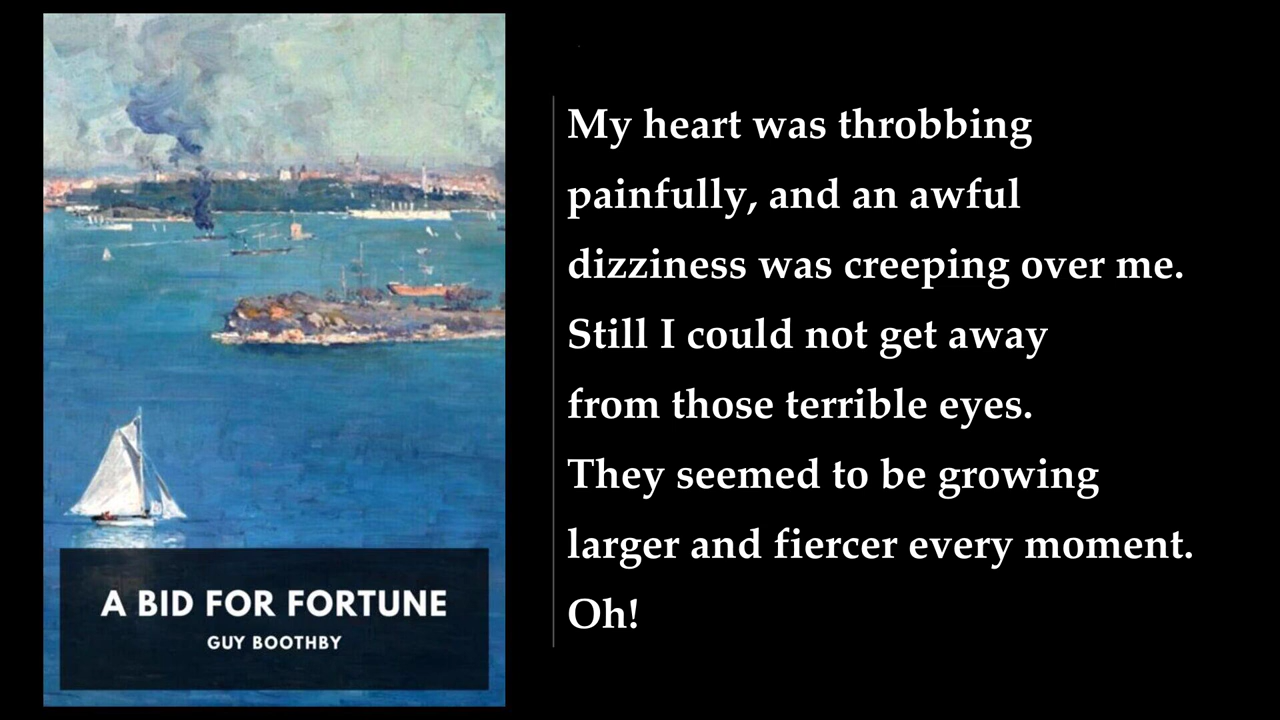 A BID FOR FORTUNE
GUY BOOTHBY
My heart was throbbing
painfully, and an awful
dizziness was creeping over me.
Still I could not get away
from those terrible eyes.
They seemed to be growing
larger and fiercer every moment.
Oh!